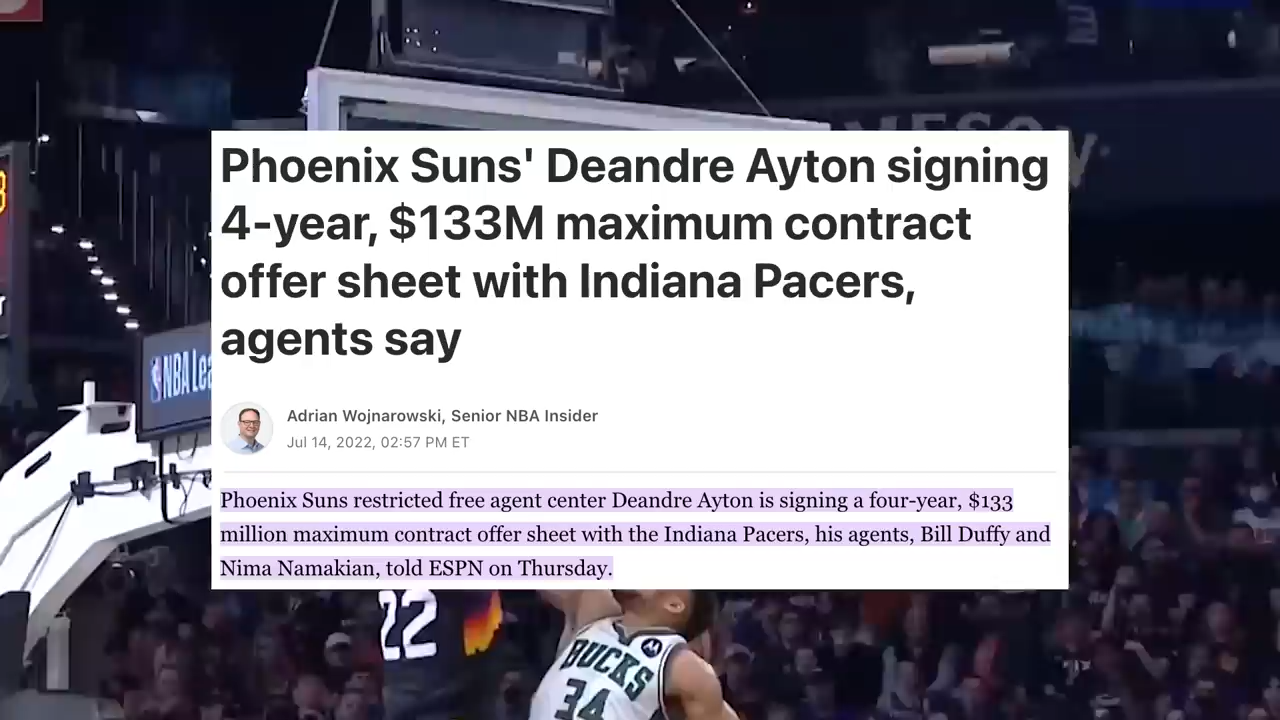 Phoenix Suns' Deandre Ayton signing
4-year, $133M maximum contract
offer sheet with Indiana Pacers,
agents say
Adrian Wojnarowski, Senior NBA Insider
Jul 14, 2022, 02:57 PM ET
Phoenix Suns restricted free agent center Deandre Ayton is signing a four-year, $133
million maximum contract offer sheet with the Indiana Pacers, his agents, Bill Duffy and
Nima Namakian, told ESPN on Thursday.
NBA
22
BUCKS
34